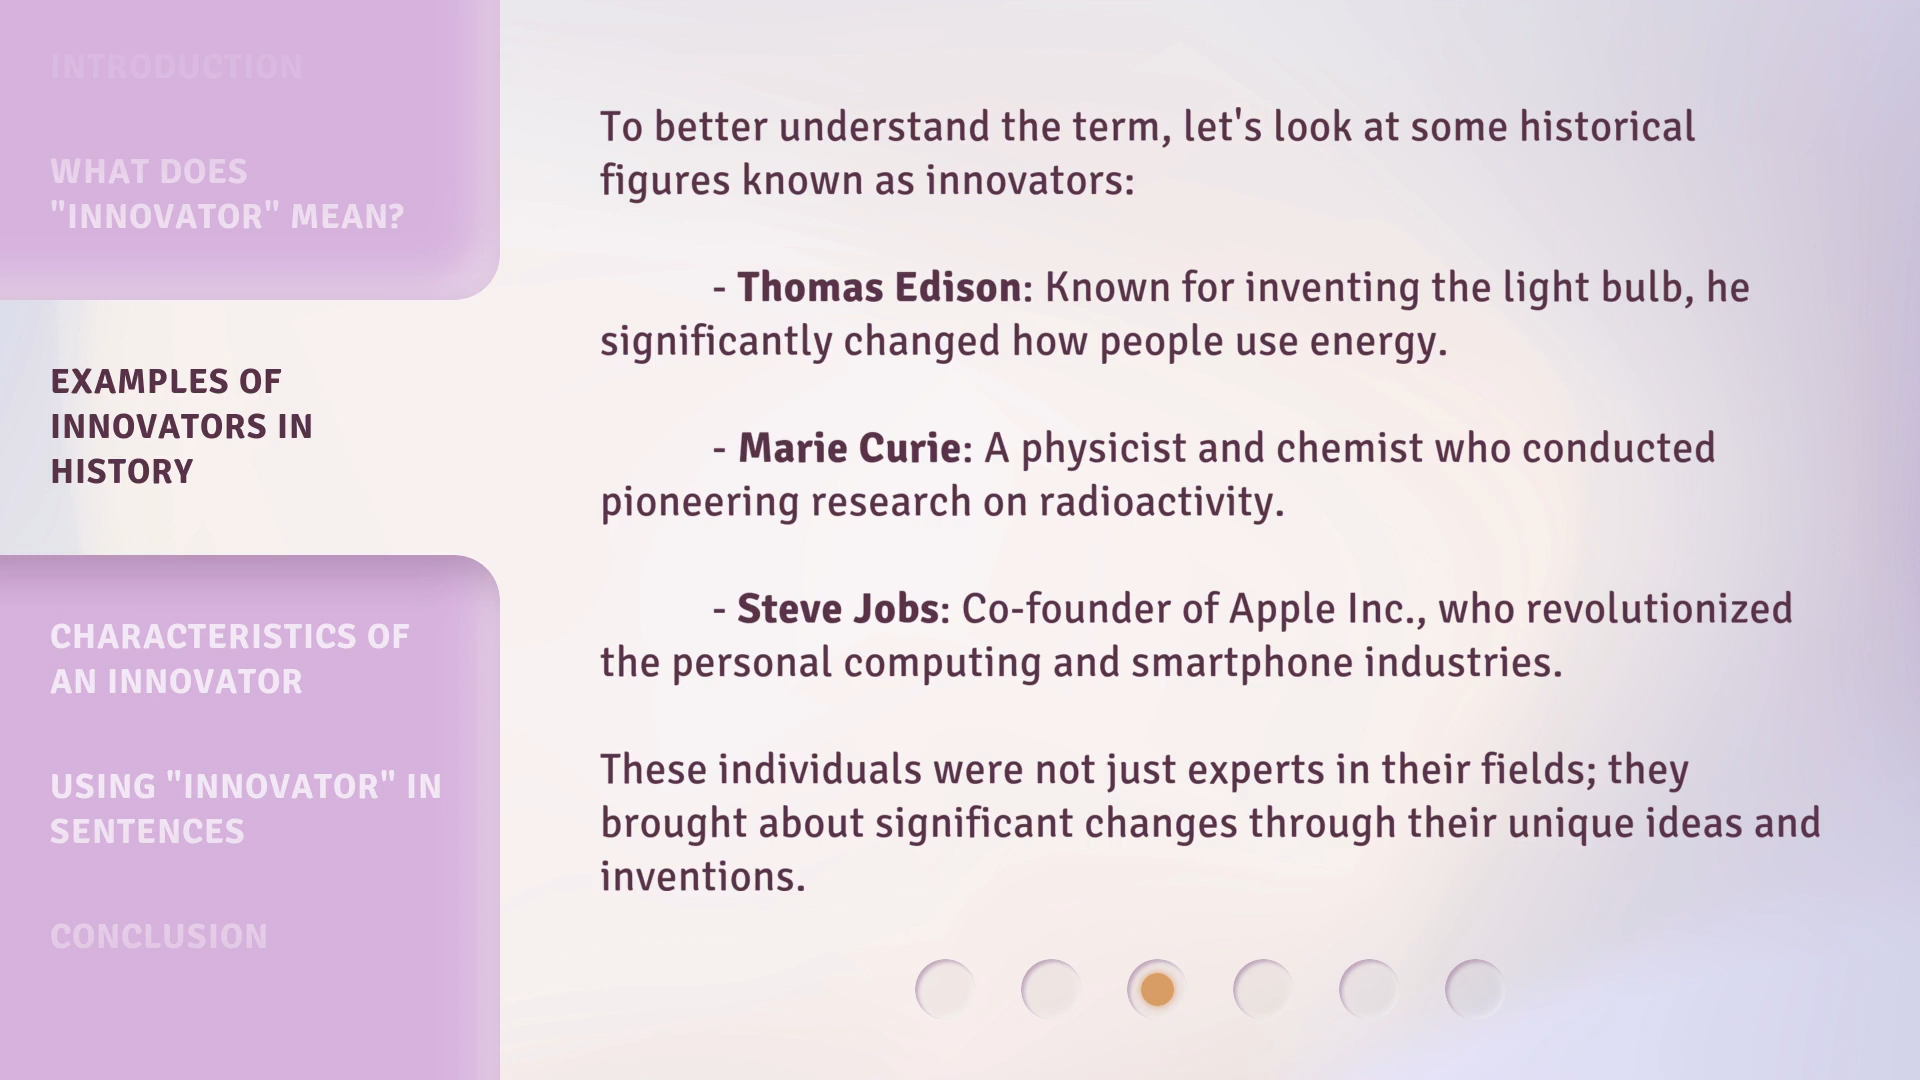 INTRODUCTION
WHAT DOES
"INNOVATOR" MEAN?
EXAMPLES OF
INNOVATORS IN
HISTORY
CHARACTERISTICS OF
AN INNOVATOR
USING "INNOVATOR" IN
SENTENCES
CONCLUSION
To better understand the term, let's look at some historical
figures known as innovators:
- Thomas Edison: Known for inventing the light bulb, he
significantly changed how people use energy.
- Marie Curie: A physicist and chemist who conducted
pioneering research on radioactivity.
- Steve Jobs: Co-founder of Apple Inc., who revolutionized
the personal computing and smartphone industries.
These individuals were not just experts in their fields; they
brought about significant changes through their unique ideas and
inventions.